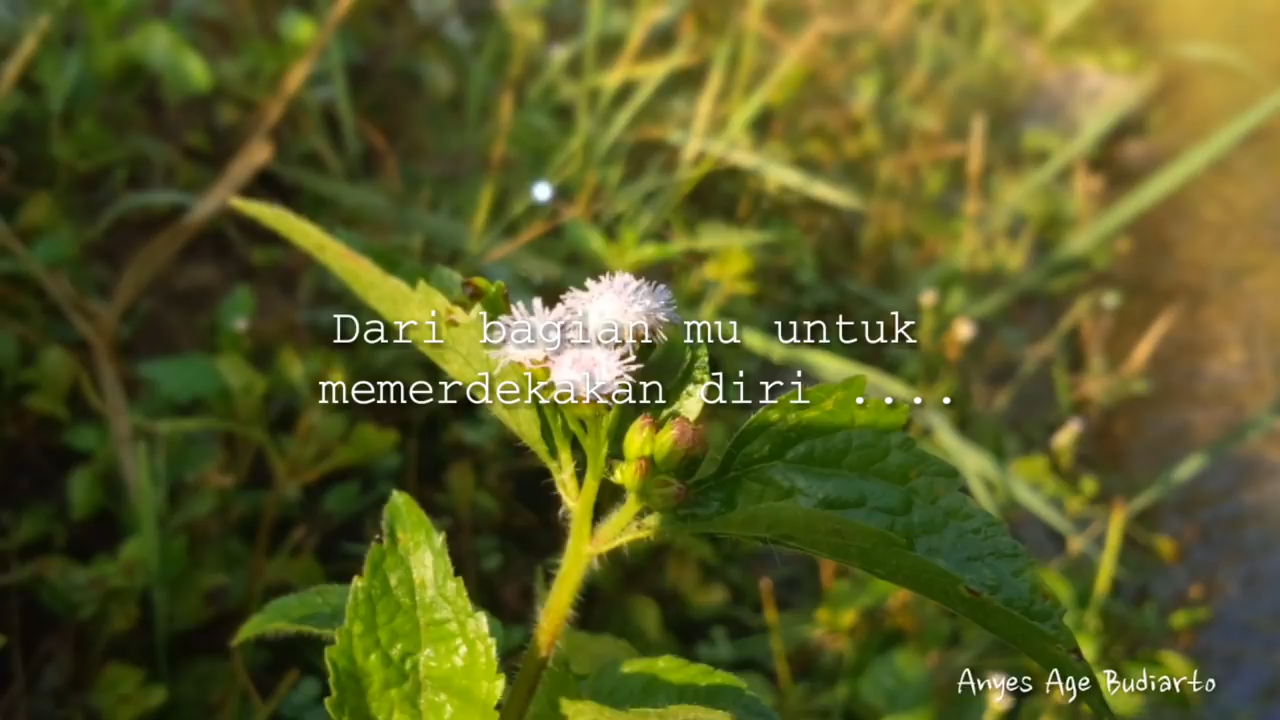 Dari bagian mu untuk
memerdekakan diri ....
Anyes Age Budiarto